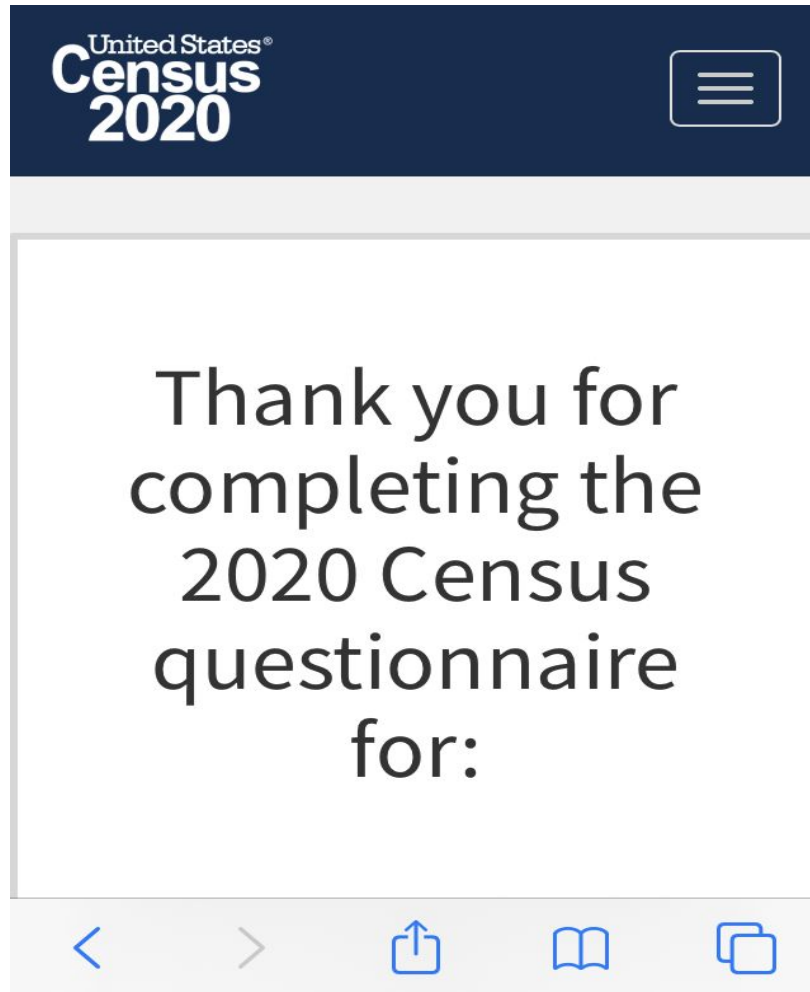 United States®
Census
2020
Thank you for
completing the
2020 Census
questionnaire
for: